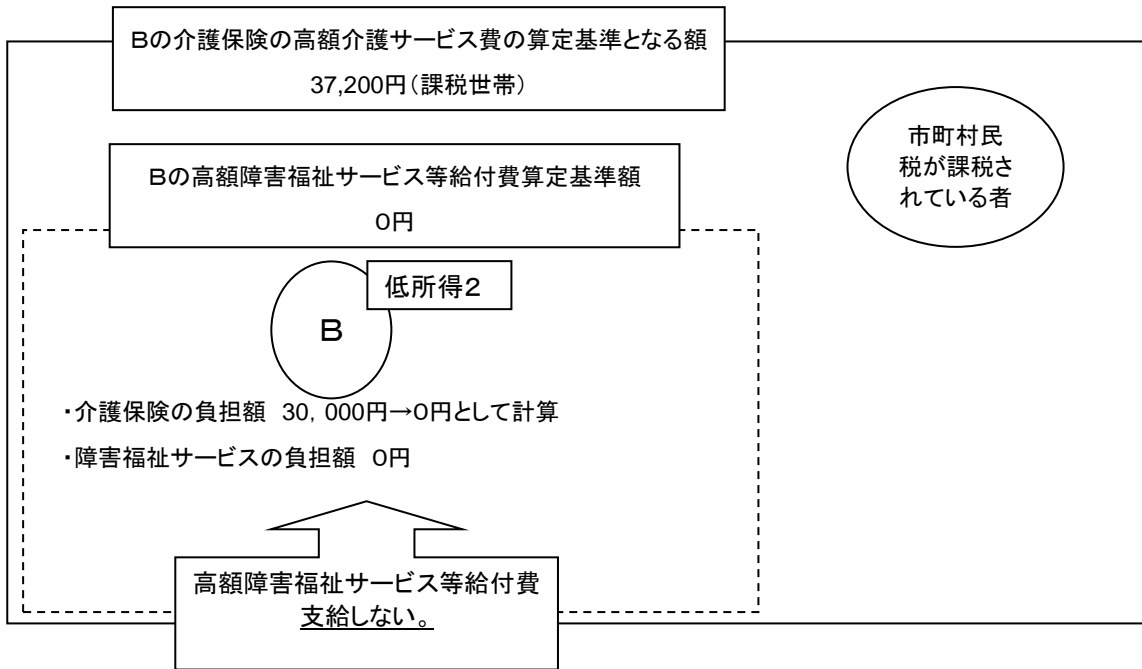 Bの介護保険の高額介護サービス費の算定基準となる額
37,200円（課税世帯）
市町村民
税が課税さ
れている者
Bの高額障害福祉サービス等給付費算定基準額
０円
低所得２
B
・介護保険の負担額 30，000円→０円として計算
・障害福祉サービスの負担額 ０円
高額障害福祉サービス等給付費
支給しない。